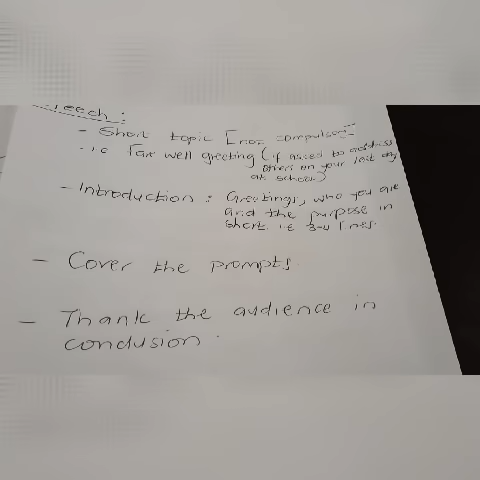 Speech :
- Short topic [not compulsory]
- i.e Fare well greeting (if asked to address
others on your last day
at school)
- Introduction : Greetings, who you are
and the purpose in
short. i.e 3-4 lines.
- Cover the prompts.
- Thank the audience in
conclusion.